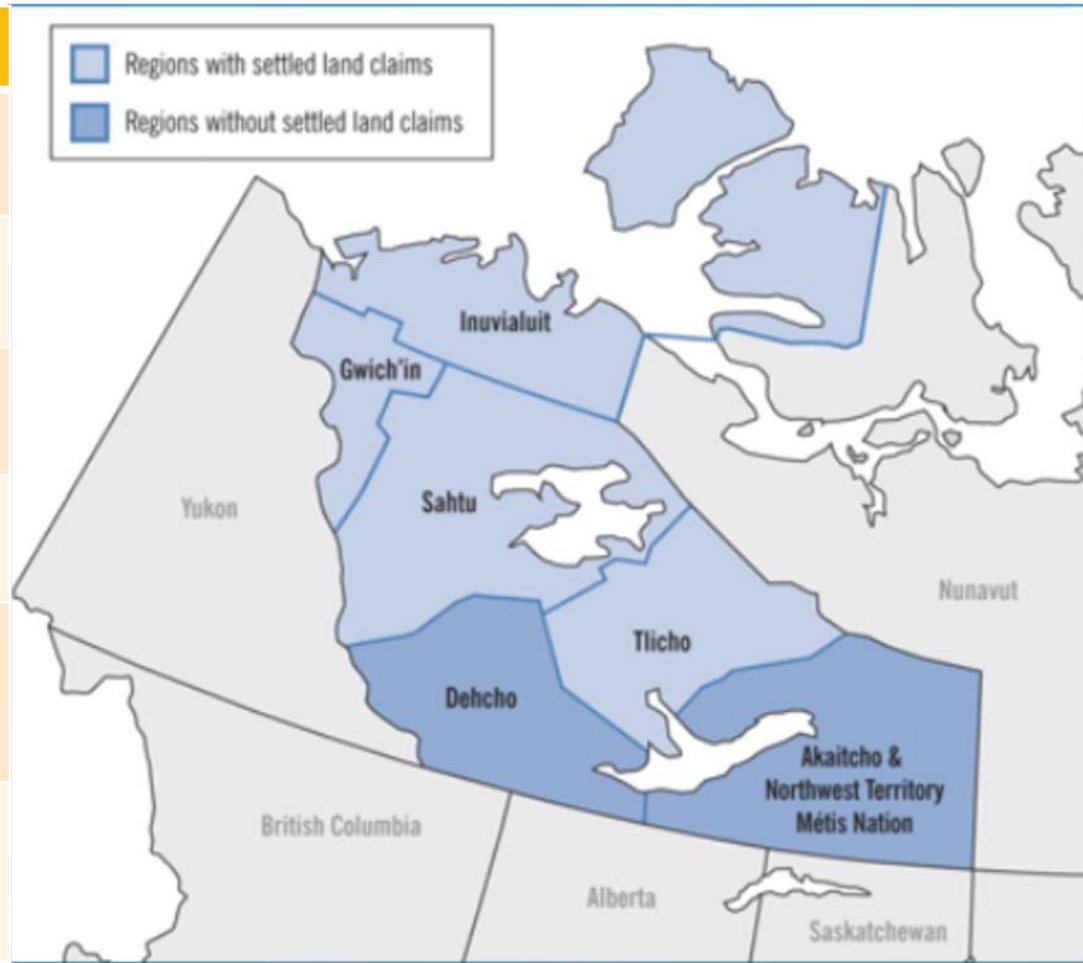 Regions with settled land claims
Regions without settled land claims
Inuvialuit
Gwich'in
Sahtu
Yukon
Nunavut
Tlicho
Dehcho
Akaitcho &
Northwest Territory
Métis Nation
British Columbia
Alberta
Saskatchewan